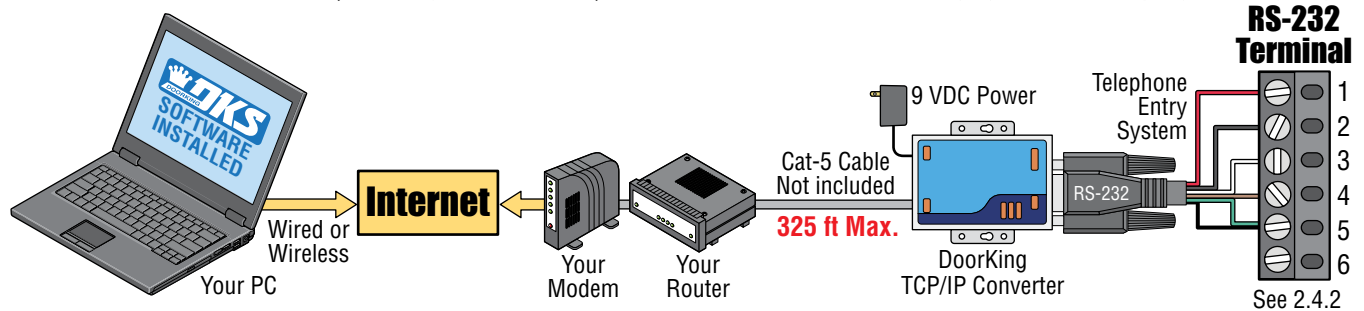 DOORKING
DKS
SOFTWARE
INSTALLED
Your PC
Wired or
Wireless
Internet
Your
Modem
Your
Router
Cat-5 Cable
Not included
325 ft Max.
9 VDC Power
DoorKing
TCP/IP Converter
RS-232
Telephone
Entry
System
RS-232
Terminal
1
2
3
4
5
6
See 2.4.2